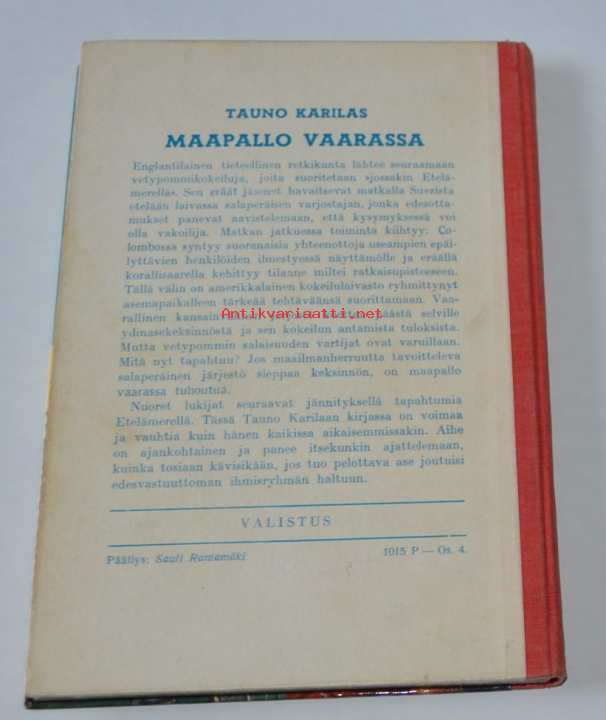 TAUNO KARILAS
MAAPALLO VAARASSA
Englantilainen tieteellinen retkikunta lähtee seuraamaan
vetypommikokeiluja, joita suoritetaan »jossakin Etelä-
merellä». Sen eräät jäsenet havaitsevat matkalla Suezista
etelään laivassa salaperäisen varjostajan, jonka edesotta-
mukset panevat aavistelemaan, että kysymyksessä voi
olla vakoilija. Matkan jatkuessa toiminta kiihtyy: Co-
lombossa syntyy suoranaisia yhteenottoja useampien epäi-
lyttävien henkilöiden ilmestyessä näyttämölle ja eräällä
korallisaarella kehittyy tilanne miltei ratkaisupisteeseen.
Tällä välin on amerikkalainen kokeilulaivasto ryhmittynyt
asemapaikalleen tärkeää tehtäväänsä suorittamaan. Vaa-
rallinen kansain päästä selville
Antikvariaatti.net
ydinasekeksinnöstä ja sen kokeilun antamista tuloksista.
Mutta vetypommin salaisuuden vartijat ovat varuillaan.
Mitä nyt tapahtuu? Jos maailmanherruutta tavoitteleva
salaperäinen järjestö sieppaa keksinnön, on maapallo
vaarassa tuhoutua.
Nuoret lukijat seuraavat jännityksellä tapahtumia
Etelämerellä. Tässä Tauno Karilaan kirjassa on voimaa
ja vauhtia kuin hänen kaikissa aikaisemmissakin. Aihe
on ajankohtainen ja panee itsekunkin ajattelemaan,
kuinka tosiaan kävisikään, jos tuo pelottava ase joutuisi
edesvastuuttoman ihmisryhmän haltuun.
VALISTUS
Päällys: Sauli Rantamäki
1015 P — Os. 4.